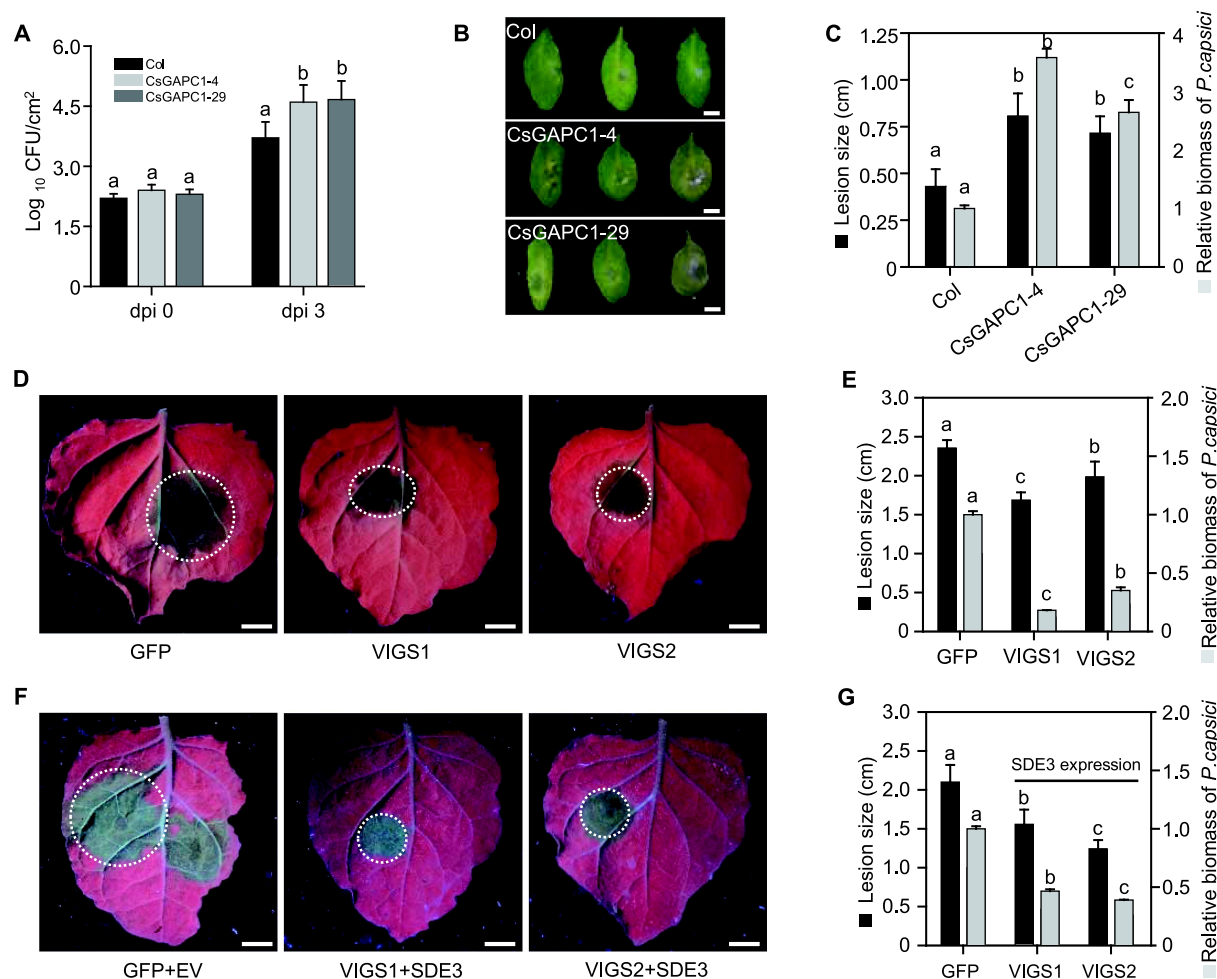 A
Log 10 CFU/cm²
6.0
4.5
3.0
1.5
0
Col
CsGAPC1-4
CsGAPC1-29
a
a
a
a
b
b
dpi 0
dpi 3
B
Col
CsGAPC1-4
CsGAPC1-29
C
Lesion size (cm)
1.25
1.00
0.75
0.50
0.25
0
a
a
b
b
b
c
4
3
2
1
0
Relative biomass of P.capsici
Col
CsGAPC1-4
CsGAPC1-29
D
GFP
VIGS1
VIGS2
E
Lesion size (cm)
3.0
2.5
2.0
1.5
1.0
0.5
0
a
a
c
c
b
b
2.0
1.5
1.0
0.5
0
Relative biomass of P.capsici
GFP
VIGS1
VIGS2
F
GFP+EV
VIGS1+SDE3
VIGS2+SDE3
G
Lesion size (cm)
3.0
2.5
2.0
1.5
1.0
0.5
0
SDE3 expression
a
a
b
b
c
c
2.0
1.5
1.0
0.5
0
Relative biomass of P.capsici
GFP
VIGS1
VIGS2